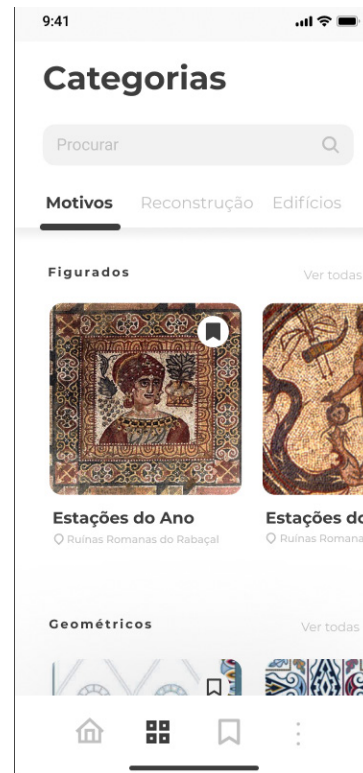 9:41
Categorias
Procurar
Motivos Reconstrução Edifícios
Figurados Ver todas
Estações do Ano Estações do
Ruínas Romanas do Rabaçal Ruínas Romana
Geométricos Ver todas